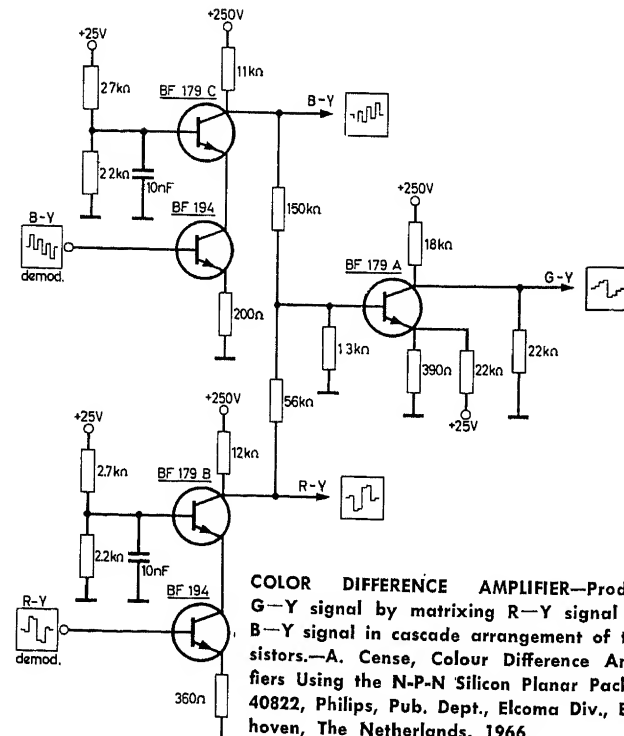 +250V
+25V
11kΩ
27kΩ
BF 179 C
B-Y
22kΩ
10nF
150kΩ
+250V
BF 194
B-Y
demod.
18kΩ
BF 179 A
G-Y
200Ω
13kΩ
390Ω
22kΩ
22kΩ
+25V
56kΩ
+250V
+25V
12kΩ
2.7kΩ
BF 179 B
R-Y
2.2kΩ
10nF
BF 194
R-Y
demod.
360Ω
COLOR DIFFERENCE AMPLIFIER—Prod
G—Y signal by matrixing R—Y signal
B—Y signal in cascade arrangement of t
sistors.—A. Cense, Colour Difference Am
fiers Using the N-P-N Silicon Planar Pack
40822, Philips, Pub. Dept., Elcoma Div., E
hoven, The Netherlands, 1966